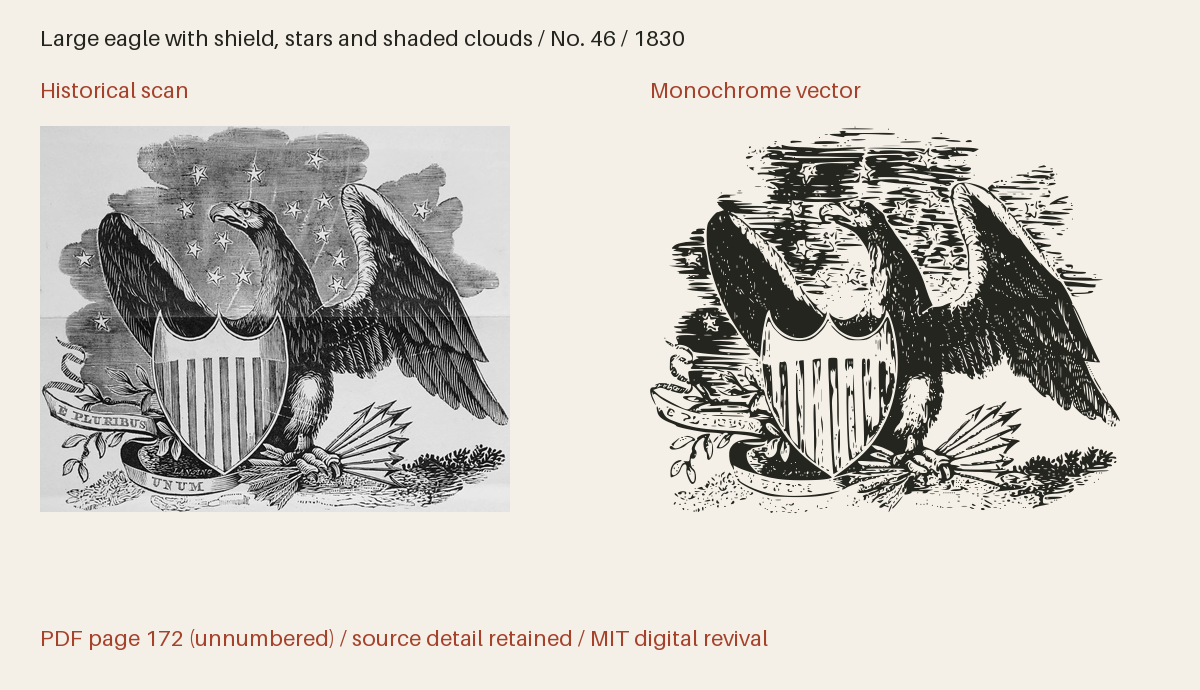 Large eagle with shield, stars and shaded clouds / No. 46 / 1830
Historical scan
Monochrome vector
E PLURIBUS
UNUM
PDF page 172 (unnumbered) / source detail retained / MIT digital revival